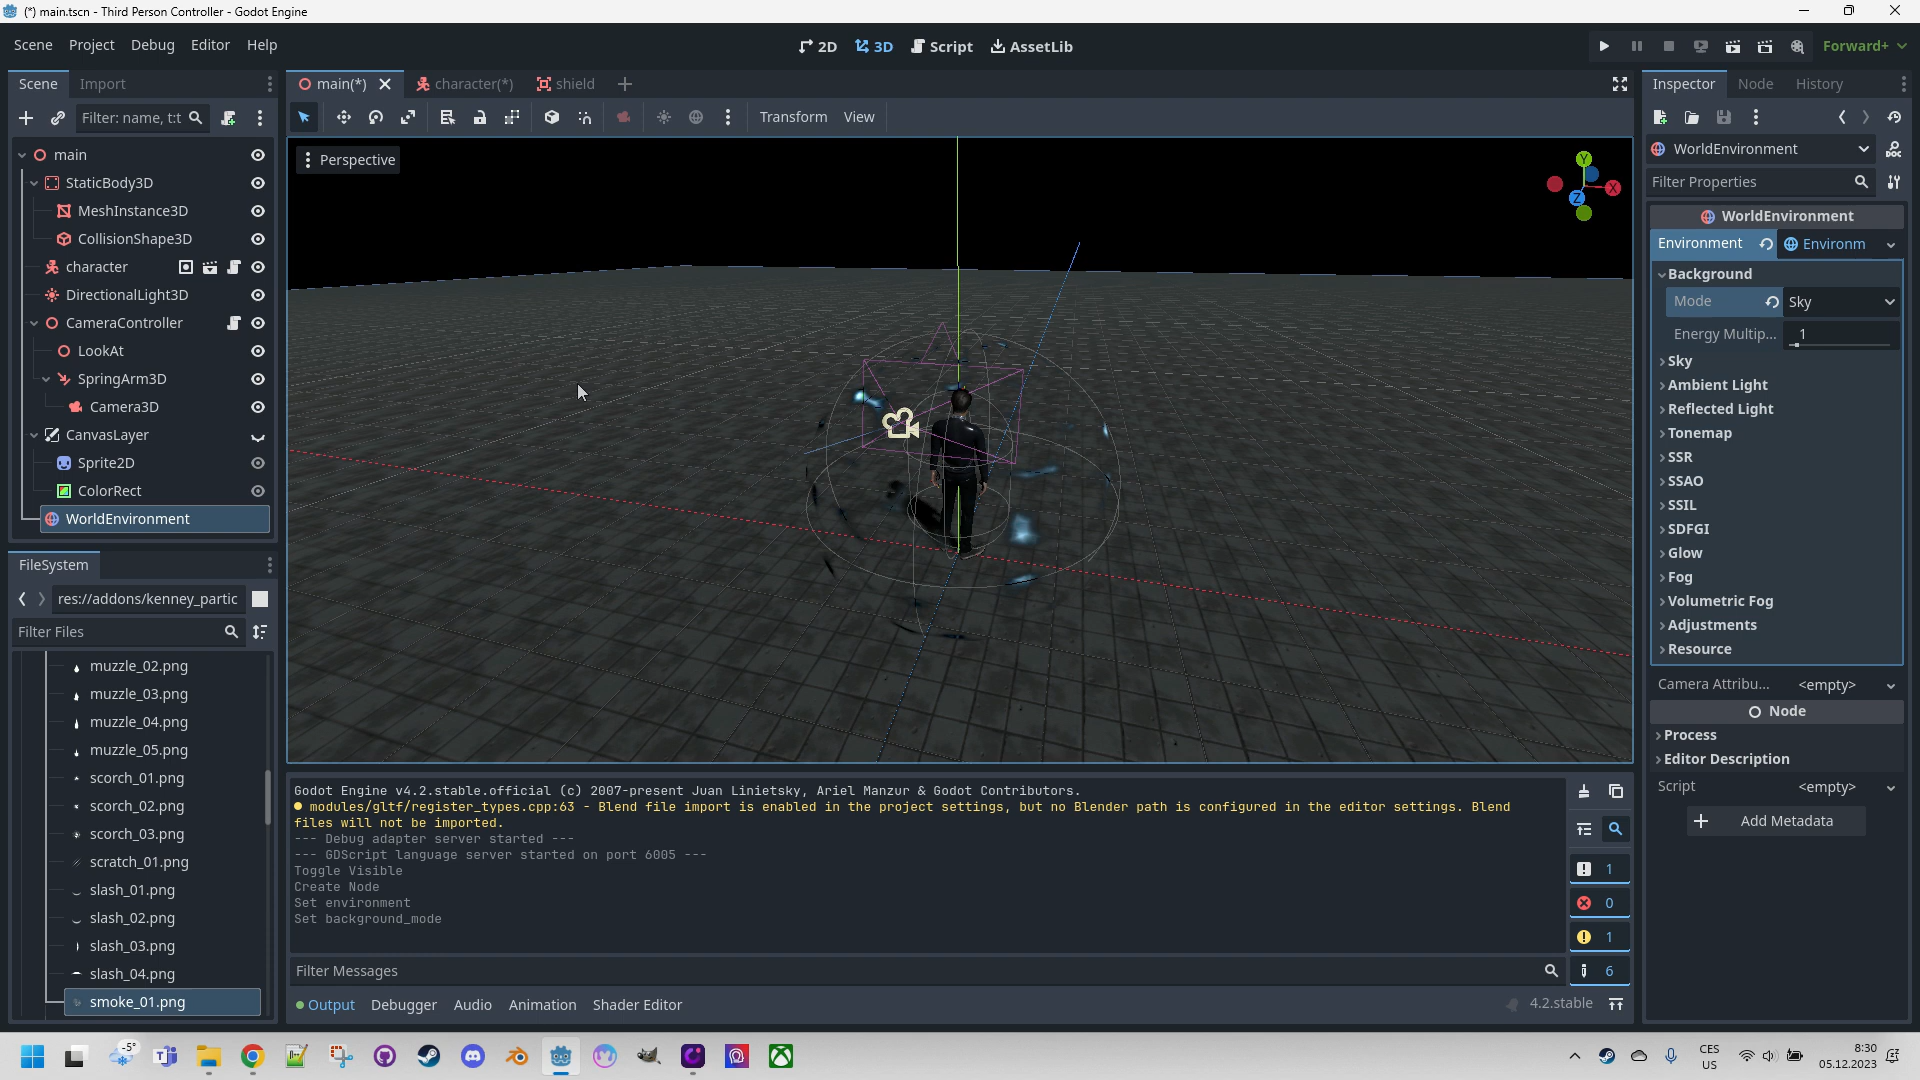 (*) main.tscn - Third Person Controller - Godot Engine
Scene Project Debug Editor Help
2D 3D Script AssetLib
Forward+
Scene Import
main(*) character(*) shield
Inspector Node History
Filter: name, t:t
Transform View
WorldEnvironment
Filter Properties
main
StaticBody3D
MeshInstance3D
CollisionShape3D
character
DirectionalLight3D
CameraController
LookAt
SpringArm3D
Camera3D
CanvasLayer
Sprite2D
ColorRect
WorldEnvironment
Perspective
Y
X
Z
WorldEnvironment
Environment Environm
Background
Mode Sky
Energy Multip... 1
Sky
Ambient Light
Reflected Light
Tonemap
SSR
SSAO
SSIL
SDFGI
Glow
Fog
Volumetric Fog
Adjustments
Resource
Camera Attribu... <empty>
Node
Process
Editor Description
Script <empty>
Add Metadata
FileSystem
res://addons/kenney_partic
Filter Files
muzzle_02.png
muzzle_03.png
muzzle_04.png
muzzle_05.png
scorch_01.png
scorch_02.png
scorch_03.png
scratch_01.png
slash_01.png
slash_02.png
slash_03.png
slash_04.png
smoke_01.png
Godot Engine v4.2.stable.official (c) 2007-present Juan Linietsky, Ariel Manzur & Godot Contributors.
modules/gltf/register_types.cpp:63 - Blend file import is enabled in the project settings, but no Blender path is configured in the editor settings. Blend
files will not be imported.
--- Debug adapter server started ---
--- GDScript language server started on port 6005 ---
Toggle Visible
Create Node
Set environment
Set background_mode
1
0
1
6
Filter Messages
Output Debugger Audio Animation Shader Editor
4.2.stable
-5°
CES
US
8:30
05.12.2023